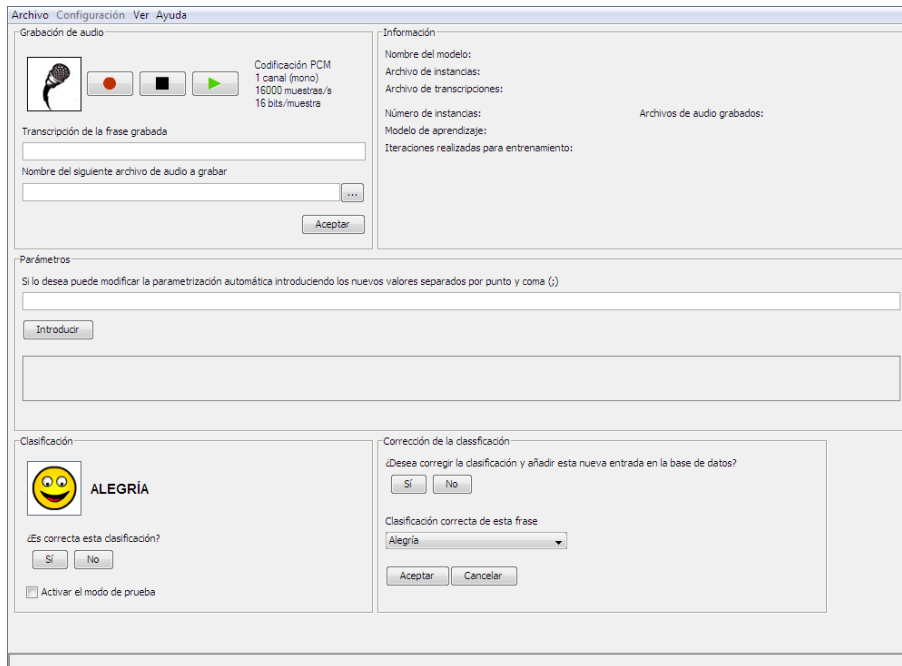 Archivo Configuración Ver Ayuda
Grabación de audio
Codificación PCM
1 canal (mono)
16000 muestras/s
16 bits/muestra
Transcripción de la frase grabada
Nombre del siguiente archivo de audio a grabar
...
Aceptar
Información
Nombre del modelo:
Archivo de instancias:
Archivo de transcripciones:
Número de instancias: Archivos de audio grabados:
Modelo de aprendizaje:
Iteraciones realizadas para entrenamiento:
Parámetros
Si lo desea puede modificar la parametrización automática introduciendo los nuevos valores separados por punto y coma (;)
Introducir
Clasificación
ALEGRÍA
¿Es correcta esta clasificación?
Sí No
Activar el modo de prueba
Corrección de la classficación
¿Desea corregir la clasificación y añadir esta nueva entrada en la base de datos?
Sí No
Clasificación correcta de esta frase
Alegría
Aceptar Cancelar